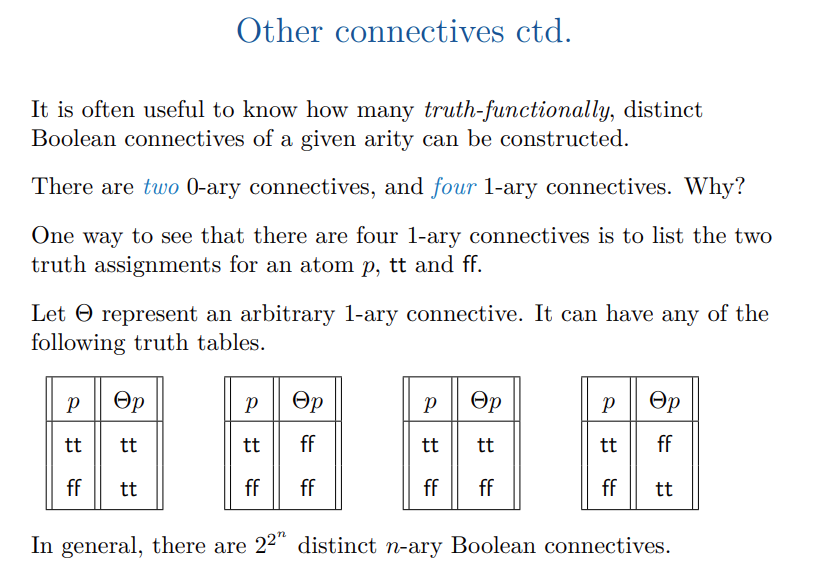 Other connectives ctd.
It is often useful to know how many truth-functionally, distinct
Boolean connectives of a given arity can be constructed.
There are two 0-ary connectives, and four 1-ary connectives. Why?
One way to see that there are four 1-ary connectives is to list the two
truth assignments for an atom p, tt and ff.
Let Θ represent an arbitrary 1-ary connective. It can have any of the
following truth tables.
p Θp p Θp p Θp p Θp
tt tt tt ff tt tt tt ff
ff tt ff ff ff ff ff tt
In general, there are 2^{2^n} distinct n-ary Boolean connectives.